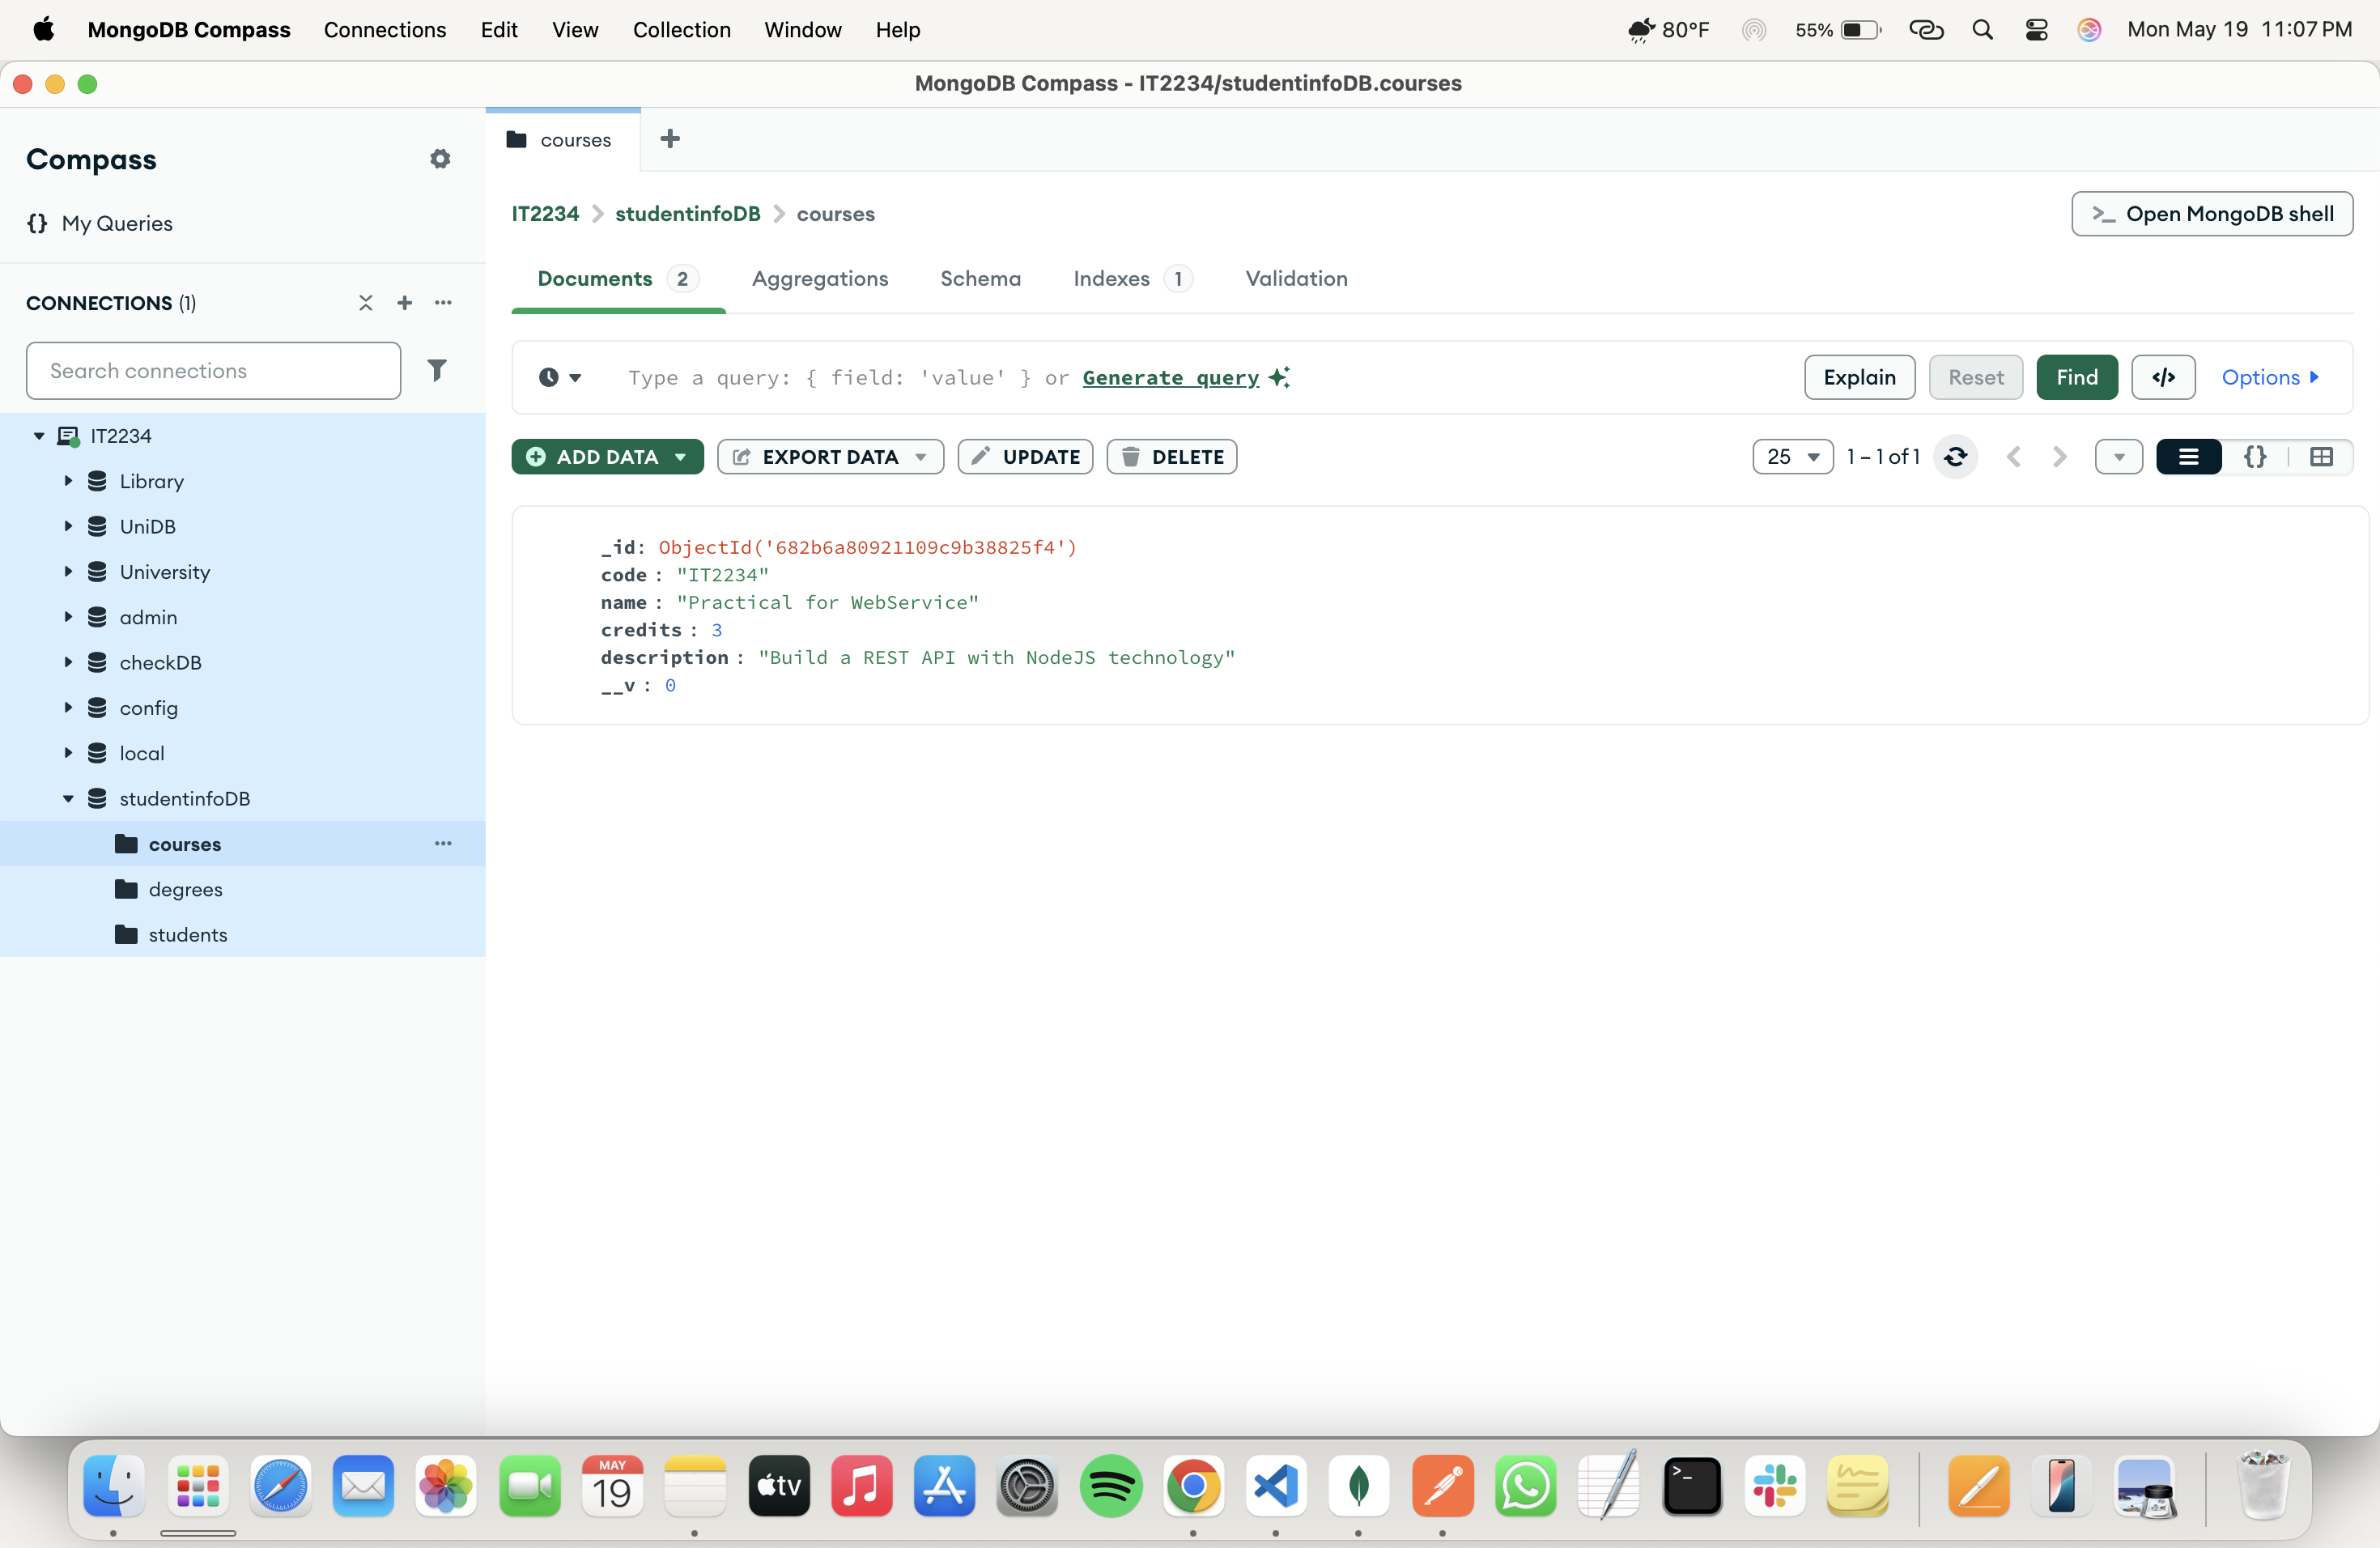 MongoDB Compass Connections Edit View Collection Window Help 80°F 55% Mon May 19 11:07 PM
MongoDB Compass - IT2234/studentinfoDB.courses
Compass
{} My Queries
CONNECTIONS (1)
Search connections
IT2234
Library
UniDB
University
admin
checkDB
config
local
studentinfoDB
courses
degrees
students
courses
IT2234 > studentinfoDB > courses
>_ Open MongoDB shell
Documents 2 Aggregations Schema Indexes 1 Validation
Type a query: { field: 'value' } or Generate query
Explain Reset Find </> Options
ADD DATA EXPORT DATA UPDATE DELETE
25 1 – 1 of 1 {}
_id: ObjectId('682b6a80921109c9b38825f4')
code : "IT2234"
name : "Practical for WebService"
credits : 3
description : "Build a REST API with NodeJS technology"
__v : 0
MAY
19
tv
>_